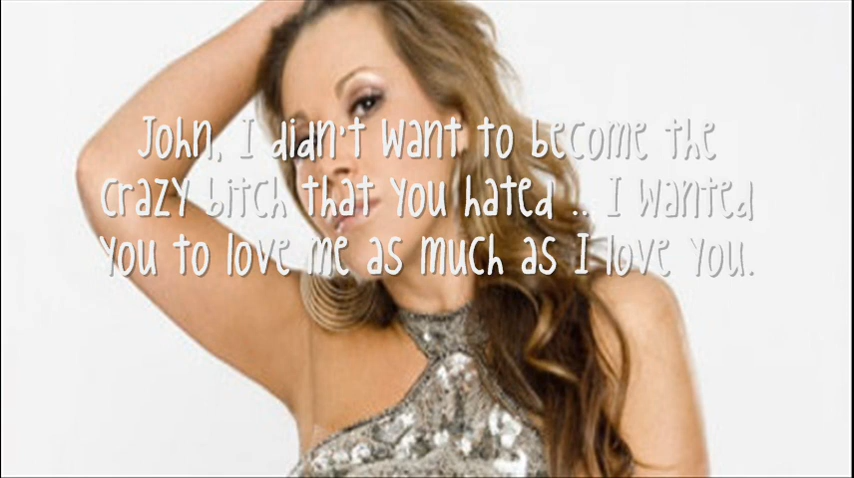 John, I didn't want to become the
crazy bitch that you hated .. I wanted
you to love me as much as I love you.